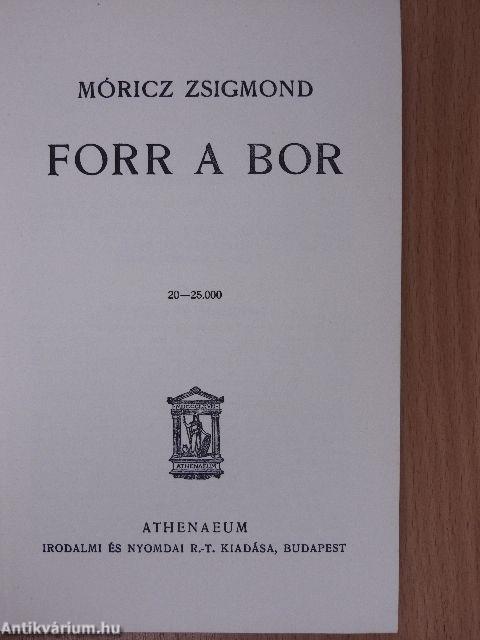 MÓRICZ ZSIGMOND
FORR A BOR
20—25.000
ATHENAEUM
ATHENAEUM
IRODALMI ÉS NYOMDAI R.-T. KIADÁSA, BUDAPEST
Antikvárium.hu